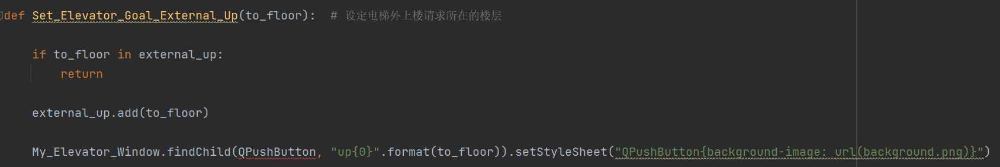 def Set_Elevator_Goal_External_Up(to_floor):  # 设定电梯外上楼请求所在的楼层
if to_floor in external_up:
return
external_up.add(to_floor)
My_Elevator_Window.findChild(QPushButton, "up{0}".format(to_floor)).setStyleSheet("QPushButton{background-image: url(background.png)}")